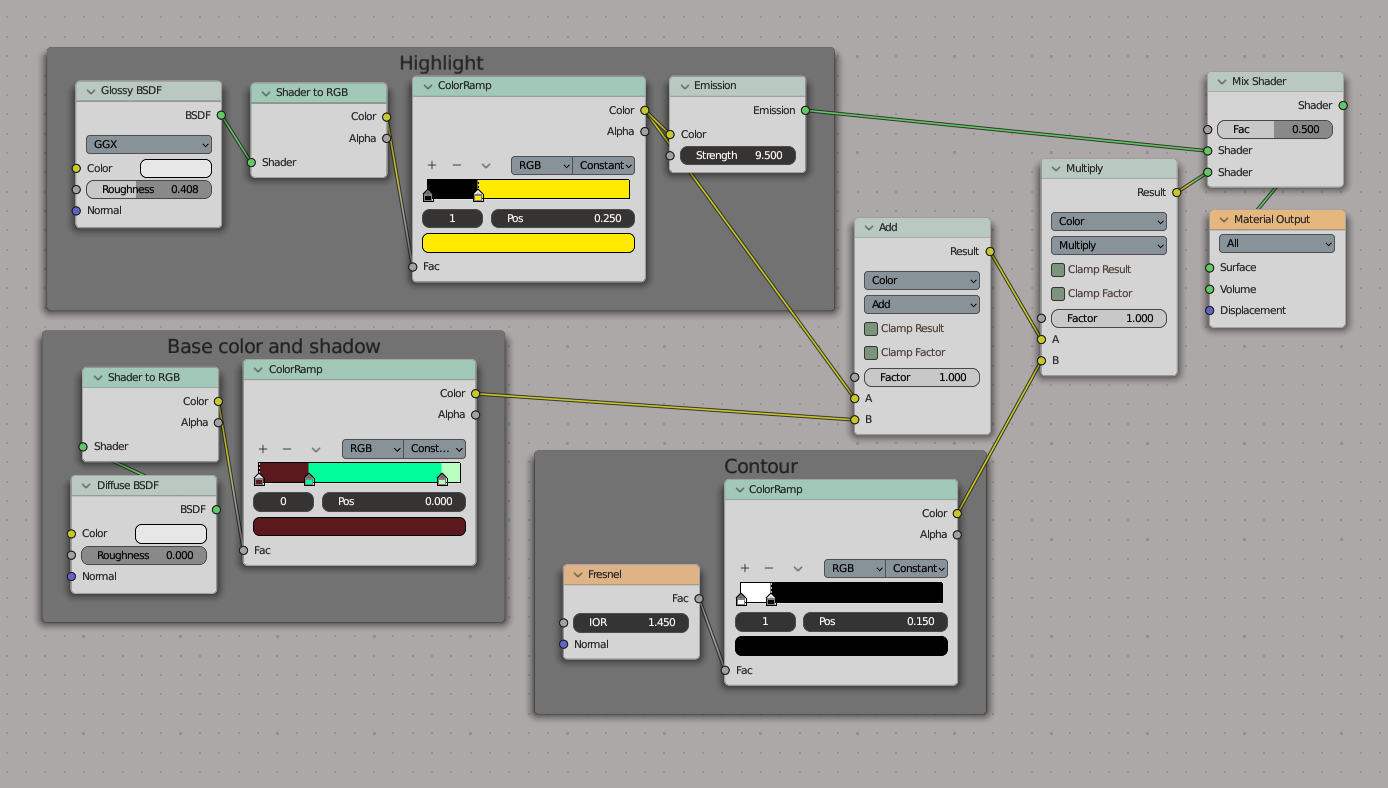 Highlight
Glossy BSDF
BSDF
GGX
Color
Roughness 0.408
Normal
Shader to RGB
Color
Alpha
Shader
ColorRamp
Color
Alpha
RGB Constant
1 Pos 0.250
Fac
Emission
Emission
Color
Strength 9.500
Mix Shader
Shader
Fac 0.500
Shader
Shader
Multiply
Result
Color
Multiply
Clamp Result
Clamp Factor
Factor 1.000
A
B
Material Output
All
Surface
Volume
Displacement
Add
Result
Color
Add
Clamp Result
Clamp Factor
Factor 1.000
A
B
Base color and shadow
Shader to RGB
Color
Alpha
Shader
Diffuse BSDF
BSDF
Color
Roughness 0.000
Normal
ColorRamp
Color
Alpha
RGB Const...
0 Pos 0.000
Fac
Contour
Fresnel
Fac
IOR 1.450
Normal
ColorRamp
Color
Alpha
RGB Constant
1 Pos 0.150
Fac